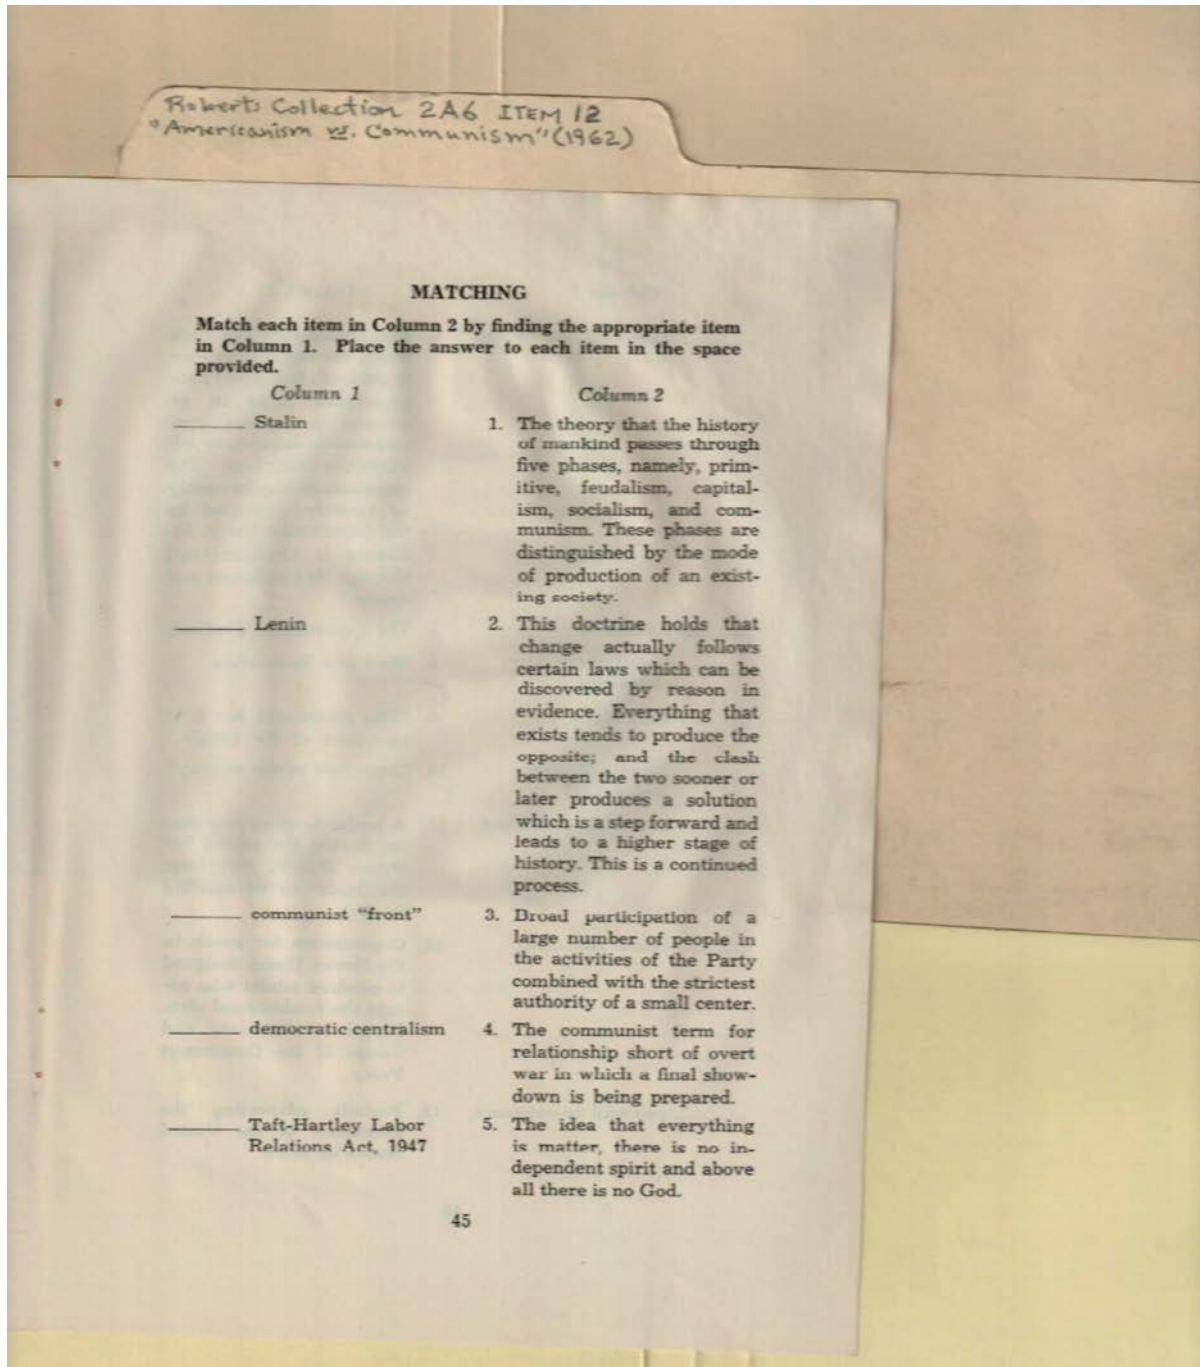 Roberts Collection 2A6 ITEM 12
"Americanism vs. Communism" (1962)
MATCHING
Match each item in Column 2 by finding the appropriate item
in Column 1. Place the answer to each item in the space
provided.
Column 1
______ Stalin
______ Lenin
______ communist "front"
______ democratic centralism
______ Taft-Hartley Labor
Relations Act, 1947
Column 2
1. The theory that the history
of mankind passes through
five phases, namely, prim-
itive, feudalism, capital-
ism, socialism, and com-
munism. These phases are
distinguished by the mode
of production of an exist-
ing society.
2. This doctrine holds that
change actually follows
certain laws which can be
discovered by reason in
evidence. Everything that
exists tends to produce the
opposite; and the clash
between the two sooner or
later produces a solution
which is a step forward and
leads to a higher stage of
history. This is a continued
process.
3. Broad participation of a
large number of people in
the activities of the Party
combined with the strictest
authority of a small center.
4. The communist term for
relationship short of overt
war in which a final show-
down is being prepared.
5. The idea that everything
is matter, there is no in-
dependent spirit and above
all there is no God.
45